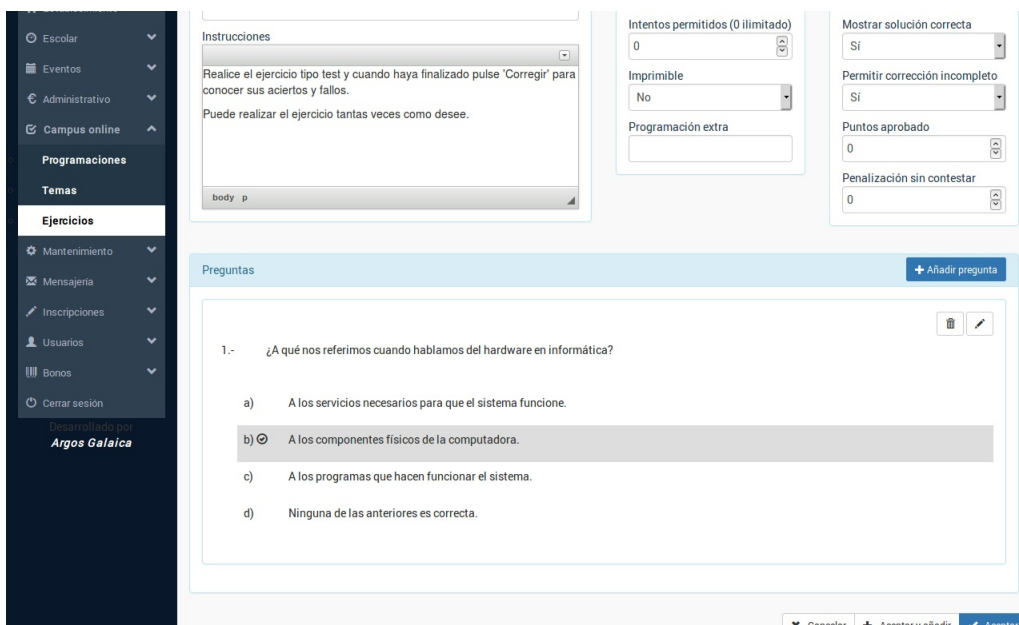 Escolar
Eventos
Administrativo
Campus online
Programaciones
Temas
Ejercicios
Mantenimiento
Mensajería
Inscripciones
Usuarios
Bonos
Cerrar sesión
Desarrollado por
Argos Galaica
Instrucciones
Realice el ejercicio tipo test y cuando haya finalizado pulse 'Corregir' para
conocer sus aciertos y fallos.
Puede realizar el ejercicio tantas veces como desee.
body p
Intentos permitidos (0 ilimitado)
0
Imprimible
No
Programación extra
Mostrar solución correcta
Sí
Permitir corrección incompleto
Sí
Puntos aprobado
0
Penalización sin contestar
0
Preguntas
Añadir pregunta
1.- ¿A qué nos referimos cuando hablamos del hardware en informática?
a) A los servicios necesarios para que el sistema funcione.
b) A los componentes físicos de la computadora.
c) A los programas que hacen funcionar el sistema.
d) Ninguna de las anteriores es correcta.
Cancelar
Aceptar y añadir
Aceptar